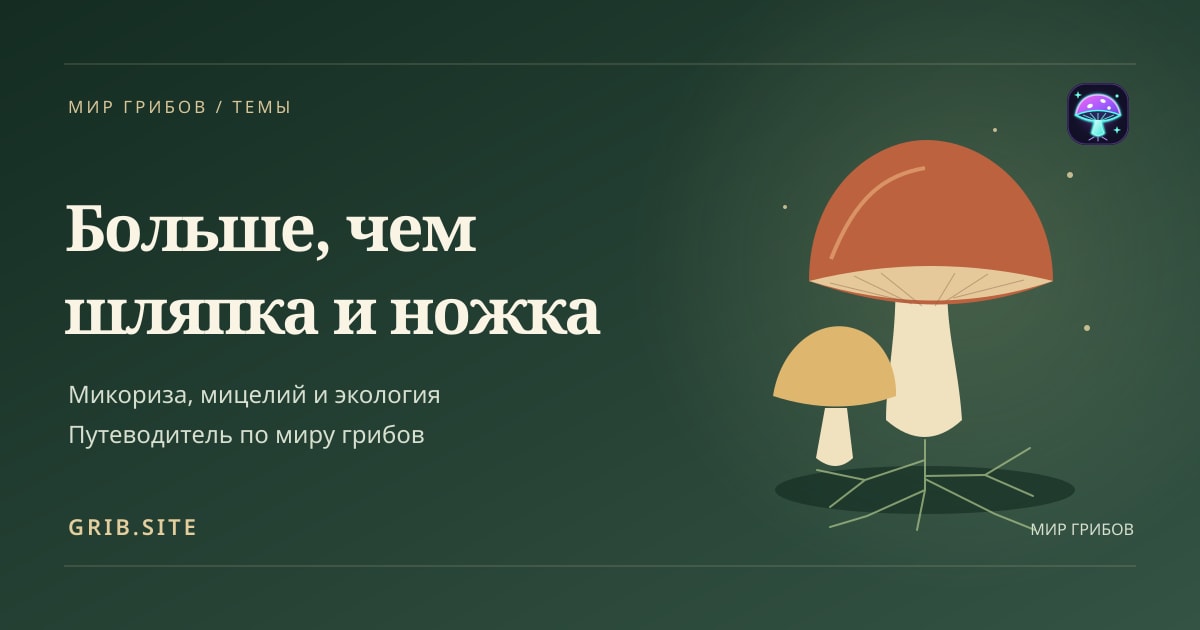 МИР ГРИБОВ / ТЕМЫ
Больше, чем
шляпка и ножка
Микориза, мицелий и экология
Путеводитель по миру грибов
GRIB.SITE
МИР ГРИБОВ